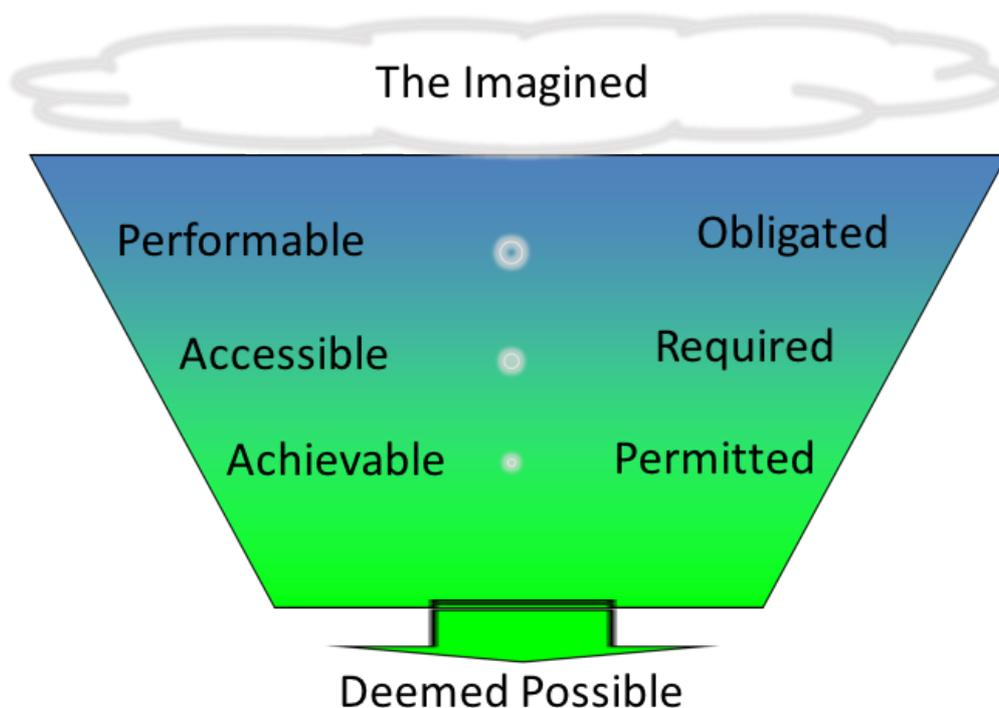 The Imagined
Performable
Obligated
Accessible
Required
Achievable
Permitted
Deemed Possible